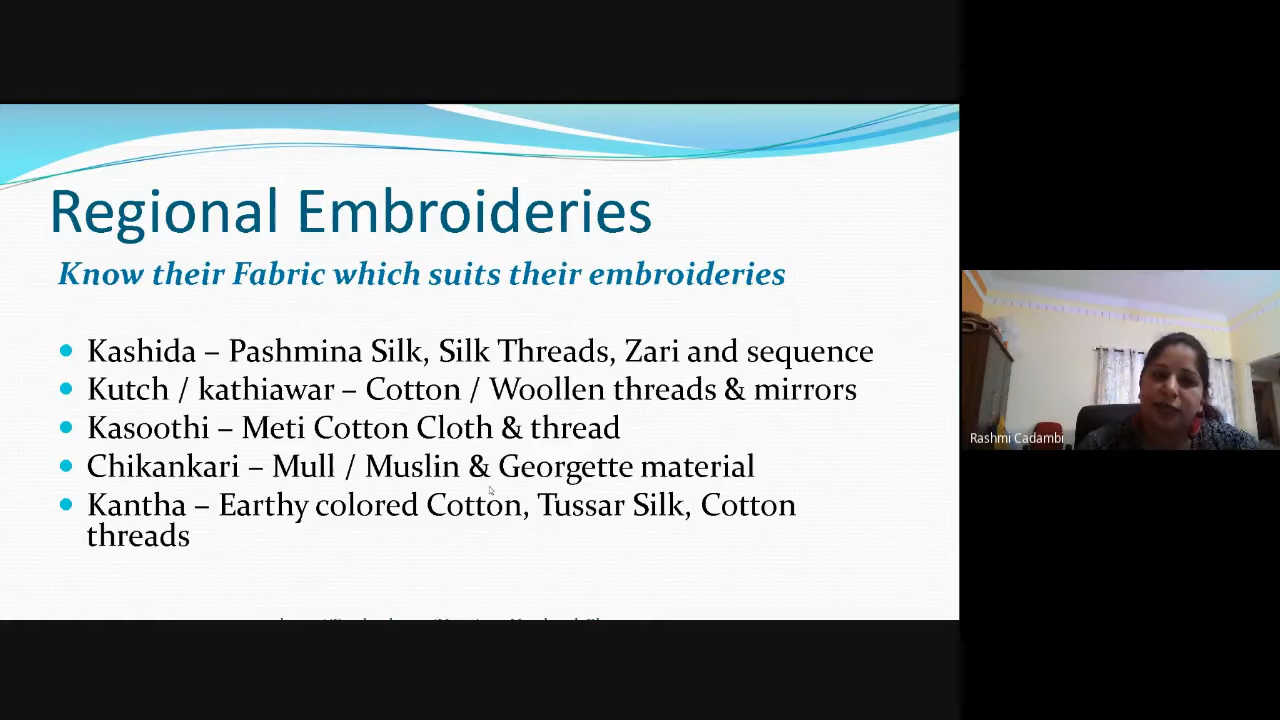 Regional Embroideries
Know their Fabric which suits their embroideries
Kashida – Pashmina Silk, Silk Threads, Zari and sequence
Kutch / kathiawar – Cotton / Woollen threads & mirrors
Kasoothi – Meti Cotton Cloth & thread
Chikankari – Mull / Muslin & Georgette material
Kantha – Earthy colored Cotton, Tussar Silk, Cotton
threads
Rashmi Cadambi